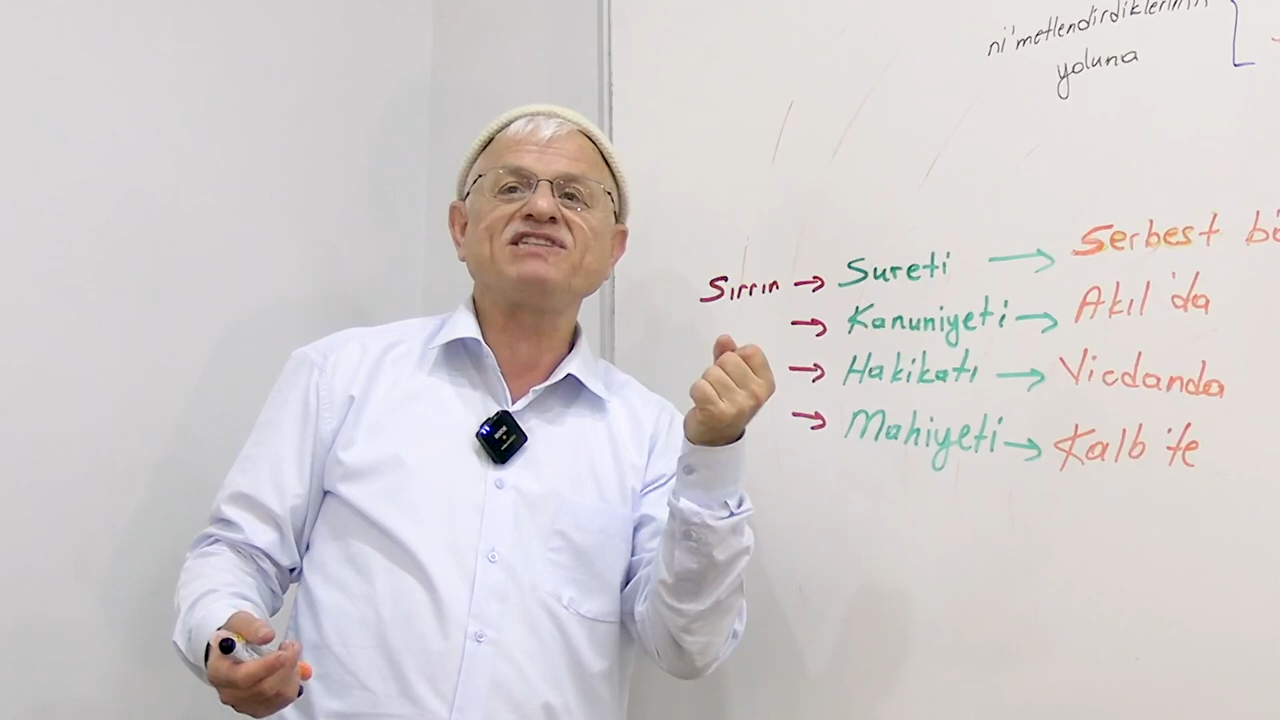 ni'metlendirdiklerinin
yoluna
Sırrın → Sureti → Serbest
→ Kanuniyeti → Akıl'da
→ Hakikatı → Vicdanda
→ Mahiyeti → Kalb'te